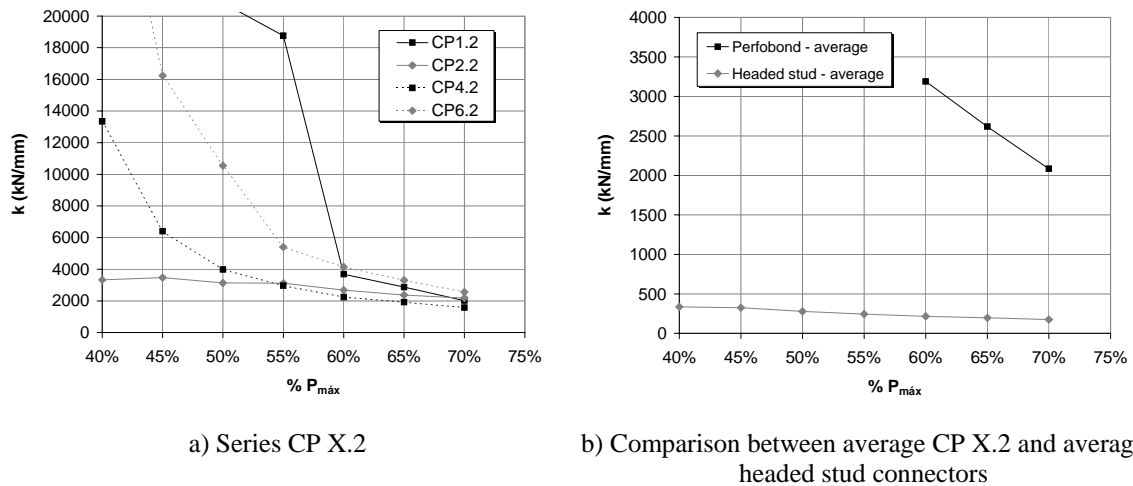 20000
18000
16000
14000
12000
10000
8000
6000
4000
2000
0
k (kN/mm)
40% 45% 50% 55% 60% 65% 70% 75%
% Pmáx
CP1.2
CP2.2
CP4.2
CP6.2
a) Series CP X.2
4000
3500
3000
2500
2000
1500
1000
500
0
k (kN/mm)
40% 45% 50% 55% 60% 65% 70% 75%
% Pmáx
Perfobond - average
Headed stud - average
b) Comparison between average CP X.2 and averag
headed stud connectors